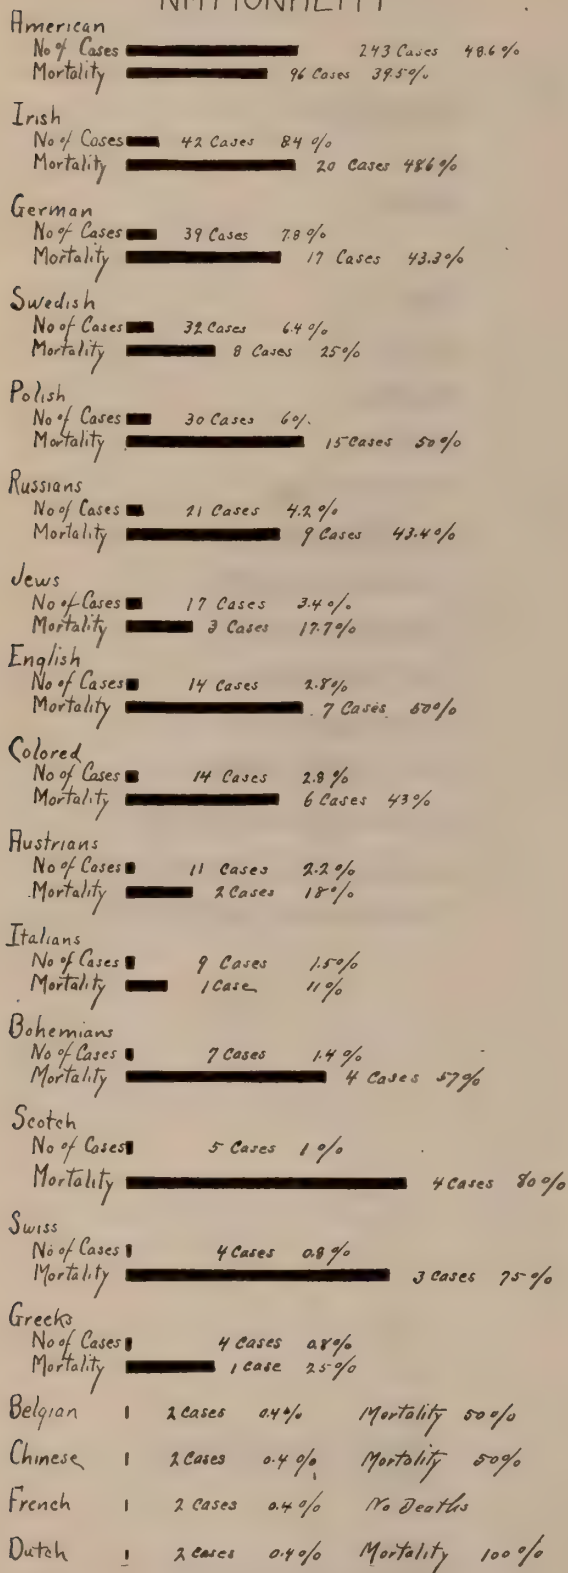 NATIONALITY
American
No of Cases 243 Cases 48.6%
Mortality 96 Cases 39.5%
Irish
No of Cases 42 Cases 8.4 %
Mortality 20 Cases 48.6%
German
No of Cases 39 Cases 7.8 %
Mortality 17 Cases 43.3%
Swedish
No of Cases 32 Cases 6.4 %
Mortality 8 Cases 25%
Polish
No of Cases 30 Cases 6%
Mortality 15 Cases 50%
Russians
No of Cases 21 Cases 4.2 %
Mortality 9 Cases 43.4%
Jews
No of Cases 17 Cases 3.4 %
Mortality 3 Cases 17.7%
English
No of Cases 14 Cases 2.8%
Mortality 7 Cases 50%
Colored
No of Cases 14 Cases 2.8 %
Mortality 6 Cases 43%
Austrians
No of Cases 11 Cases 2.2 %
Mortality 2 Cases 18%
Italians
No of Cases 9 Cases 1.5%
Mortality 1 Case 11%
Bohemians
No of Cases 7 Cases 1.4 %
Mortality 4 Cases 57%
Scotch
No of Cases 5 Cases 1 %
Mortality 4 Cases 80%
Swiss
No of Cases 4 Cases 0.8%
Mortality 3 Cases 75%
Greeks
No of Cases 4 Cases 0.8%
Mortality 1 Case 25%
Belgian 2 Cases 0.4% Mortality 50%
Chinese 2 Cases 0.4 % Mortality 50%
French 2 Cases 0.4 % No Deaths
Dutch 2 Cases 0.4% Mortality 100%